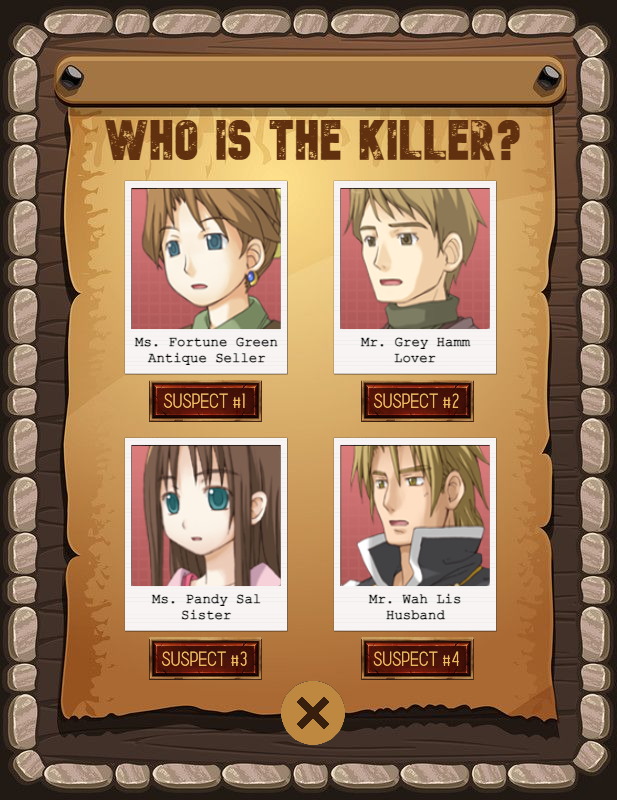 WHO IS THE KILLER?
Ms. Fortune Green
Antique Seller
SUSPECT #1
Mr. Grey Hamm
Lover
SUSPECT #2
Ms. Pandy Sal
Sister
SUSPECT #3
Mr. Wah Lis
Husband
SUSPECT #4